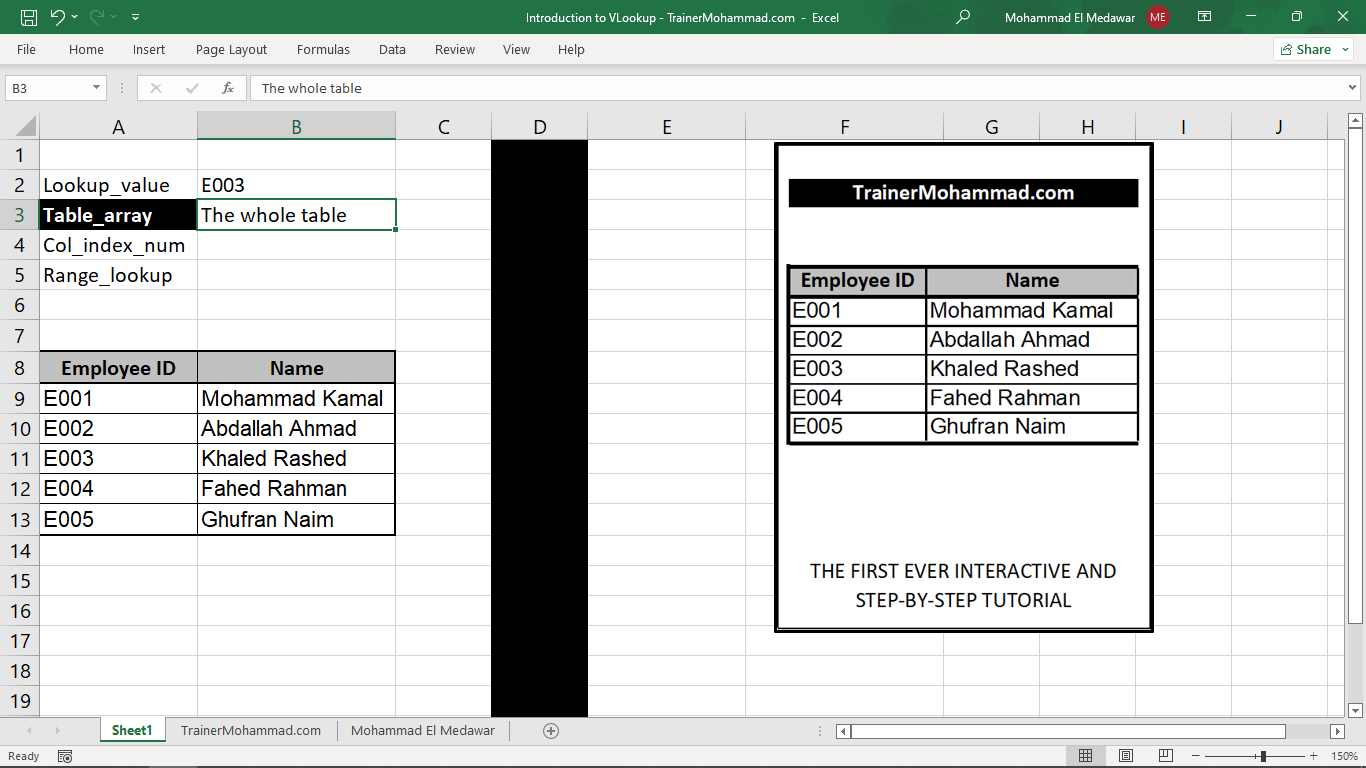 Introduction to VLookup - TrainerMohammad.com - Excel
Mohammad El Medawar
ME
File Home Insert Page Layout Formulas Data Review View Help
Share
B3
fx
The whole table
A B C D E F G H I J
1
2 Lookup_value E003
3 Table_array The whole table
4 Col_index_num
5 Range_lookup
6
7
8 Employee ID Name
9 E001 Mohammad Kamal
10 E002 Abdallah Ahmad
11 E003 Khaled Rashed
12 E004 Fahed Rahman
13 E005 Ghufran Naim
14
15
16
17
18
19
TrainerMohammad.com
Employee ID Name
E001 Mohammad Kamal
E002 Abdallah Ahmad
E003 Khaled Rashed
E004 Fahed Rahman
E005 Ghufran Naim
THE FIRST EVER INTERACTIVE AND
STEP-BY-STEP TUTORIAL
Sheet1 TrainerMohammad.com Mohammad El Medawar
Ready
150%